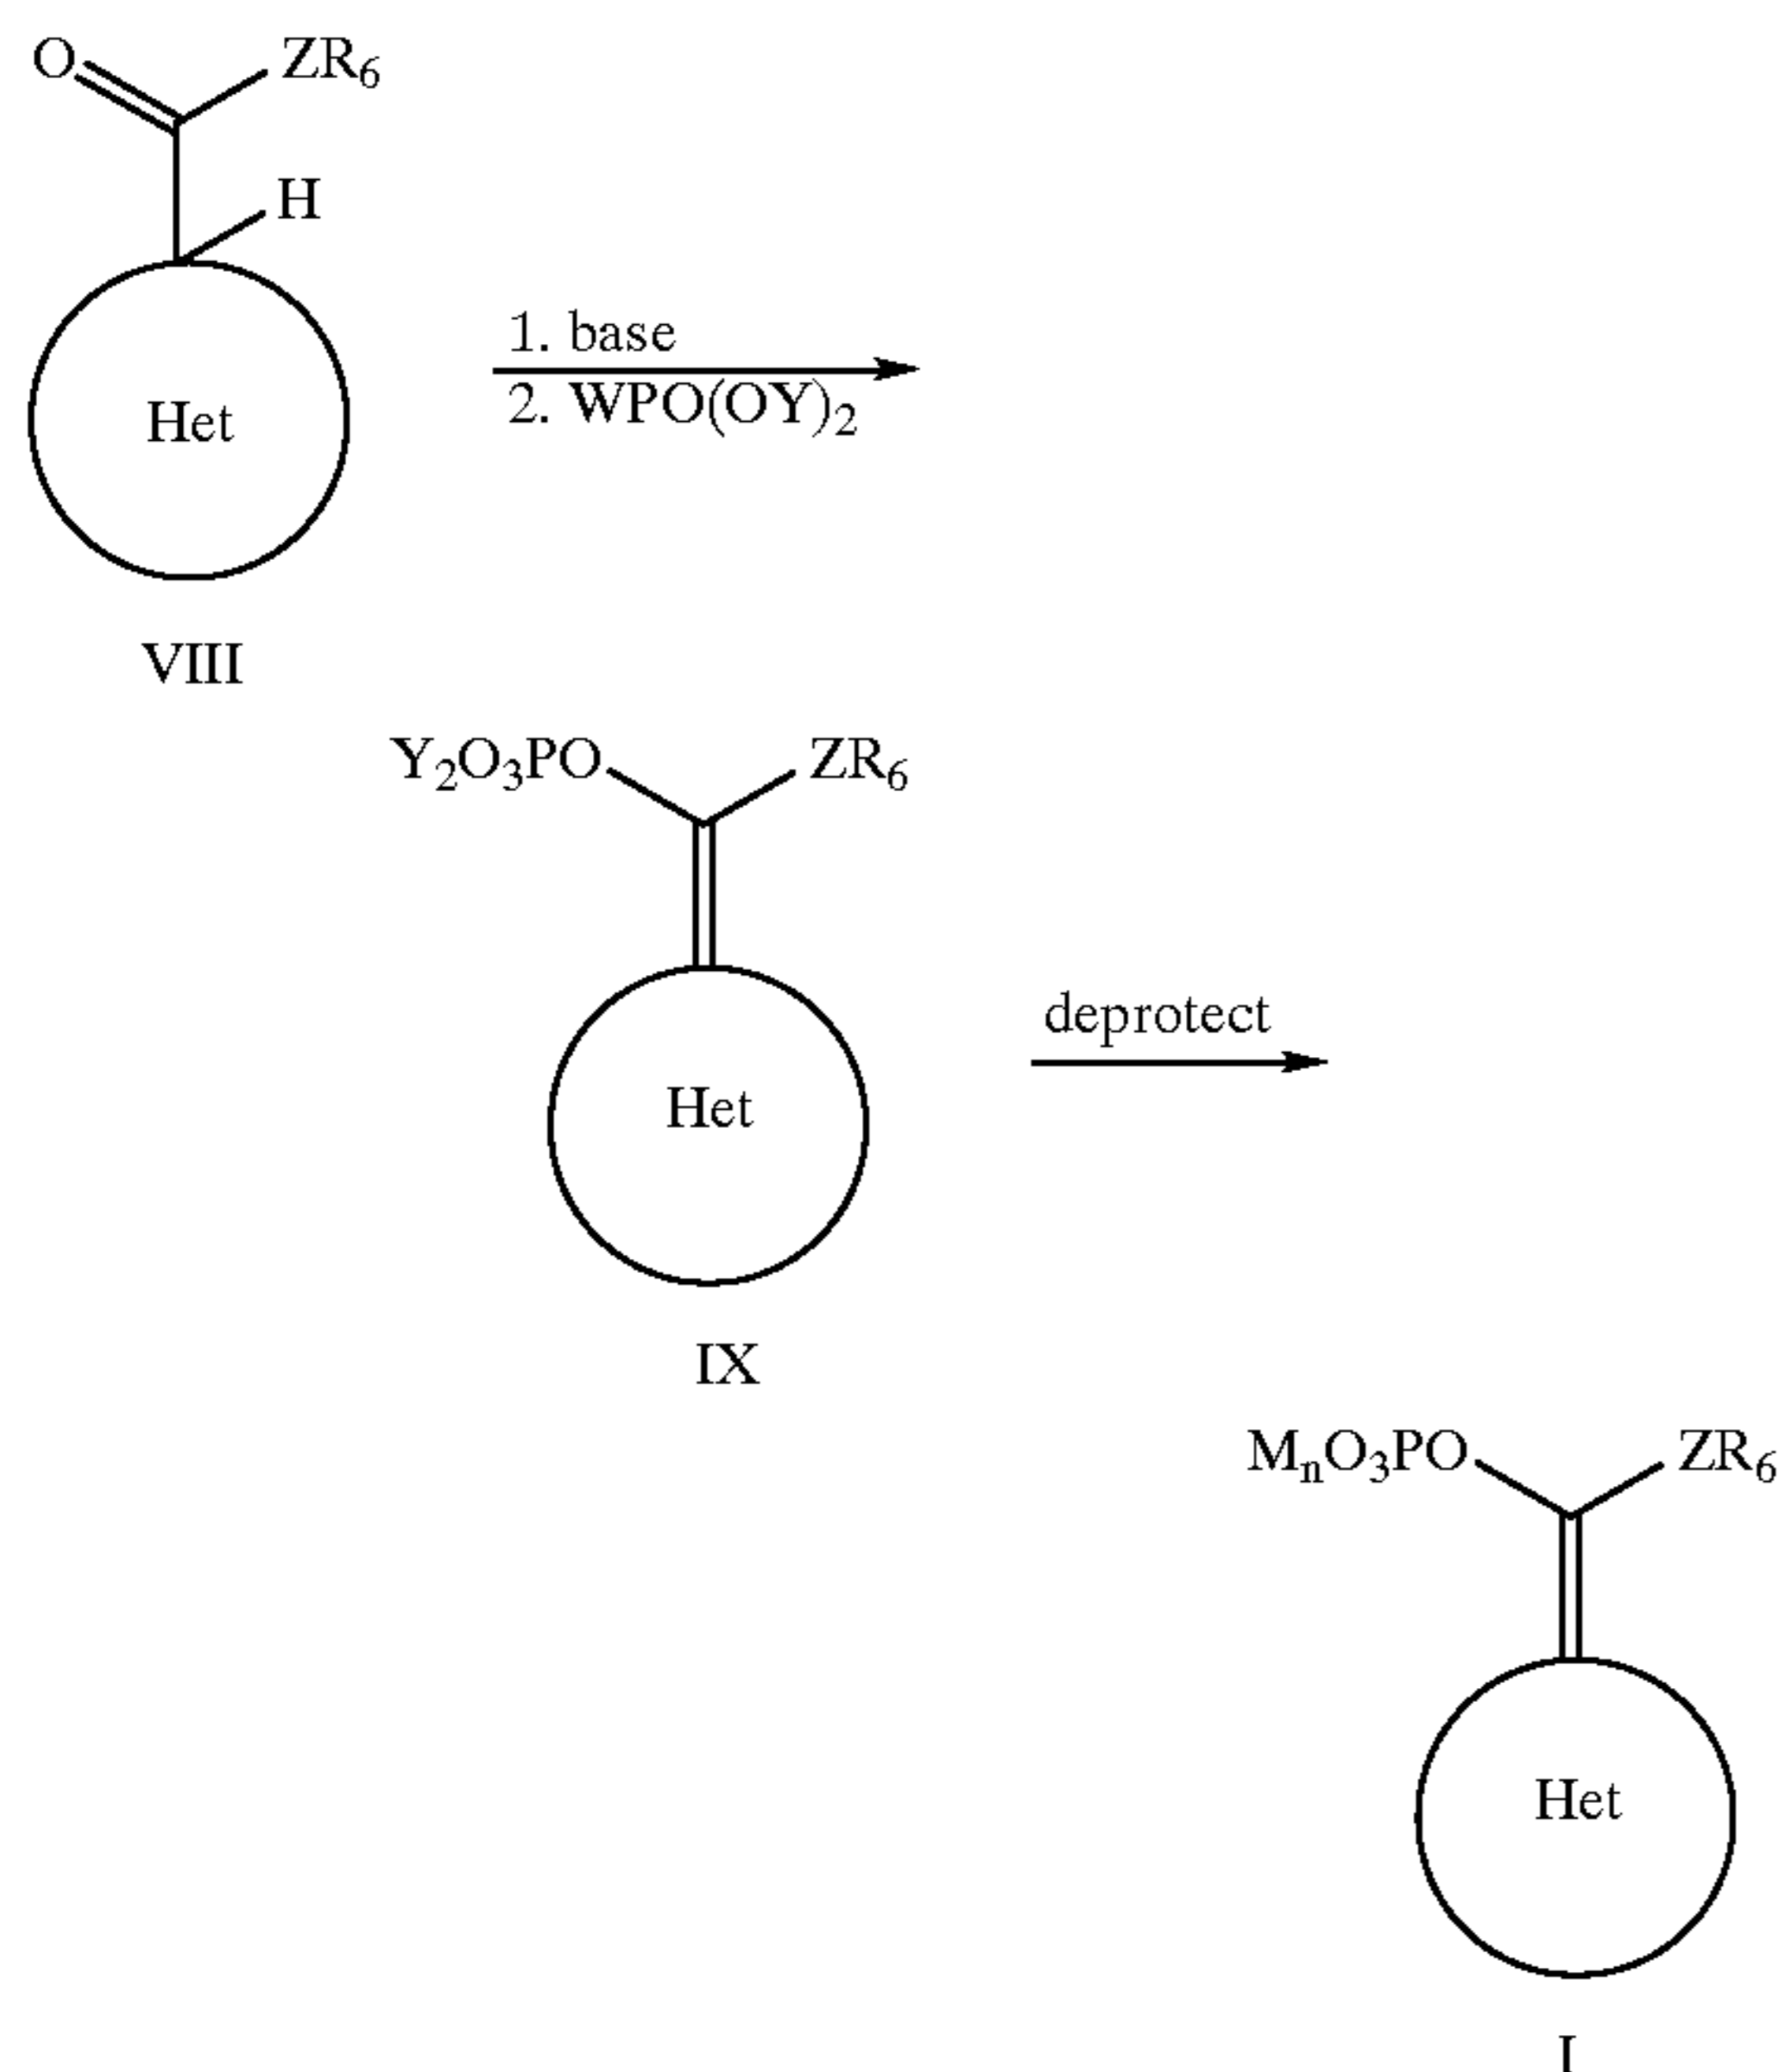 O ZR₆
H
1. base
2. WPO(OY)₂
Het
VIII
Y₂O₃PO ZR₆
deprotect
Het
IX
MₙO₃PO ZR₆
Het
I